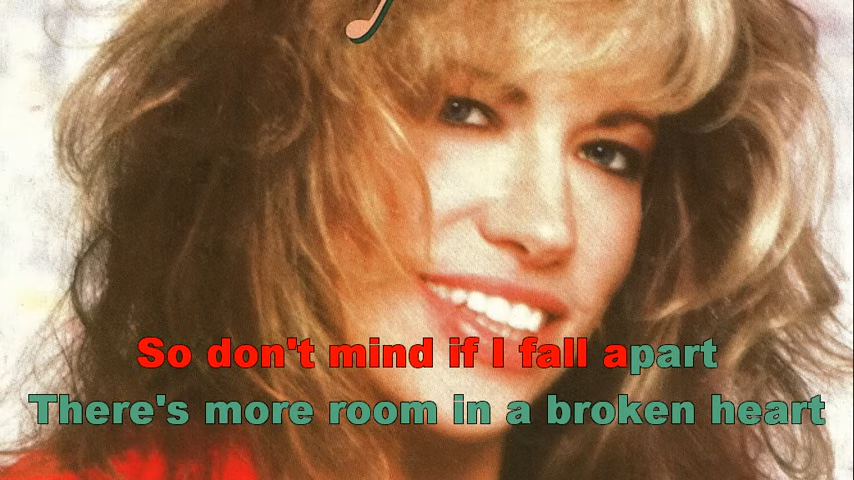 So don't mind if I fall apart
There's more room in a broken heart